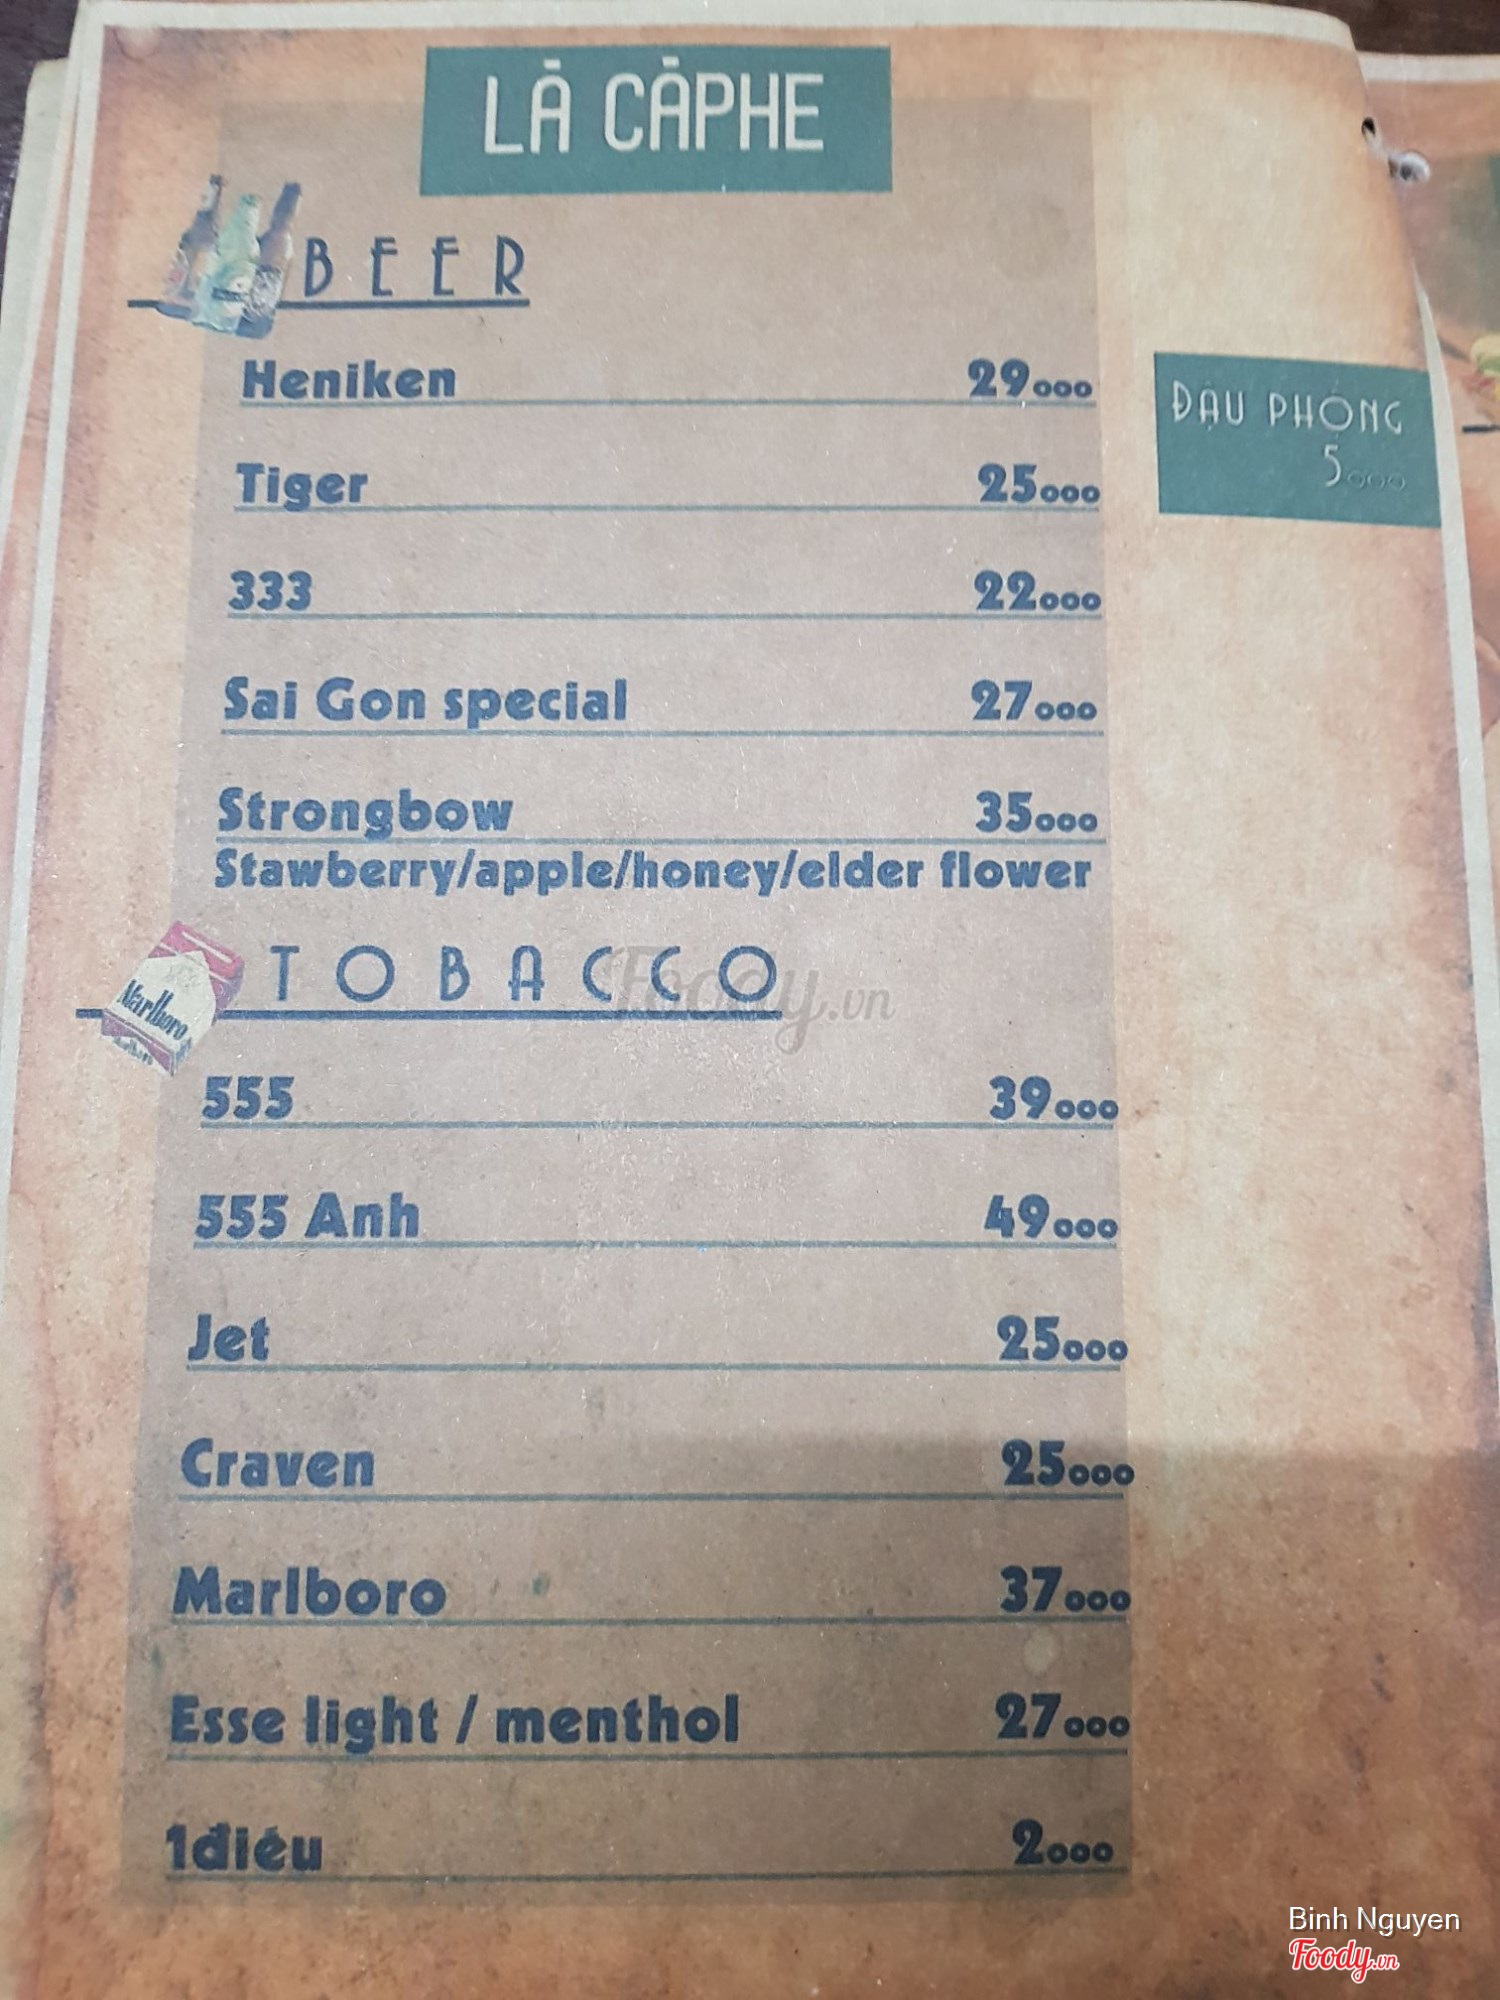 LÀ CÀPHE
BEER
Heniken 29000
Tiger 25000
333 22000
Sai Gon special 27000
Strongbow 35000
Stawberry/apple/honey/elder flower
ĐẬU PHỘNG
5000
TOBACCO
Marlboro
555 39000
555 Anh 49000
Jet 25000
Craven 25000
Marlboro 37000
Esse light / menthol 27000
1điếu 2000
Foody.vn
Binh Nguyen
Foody.vn